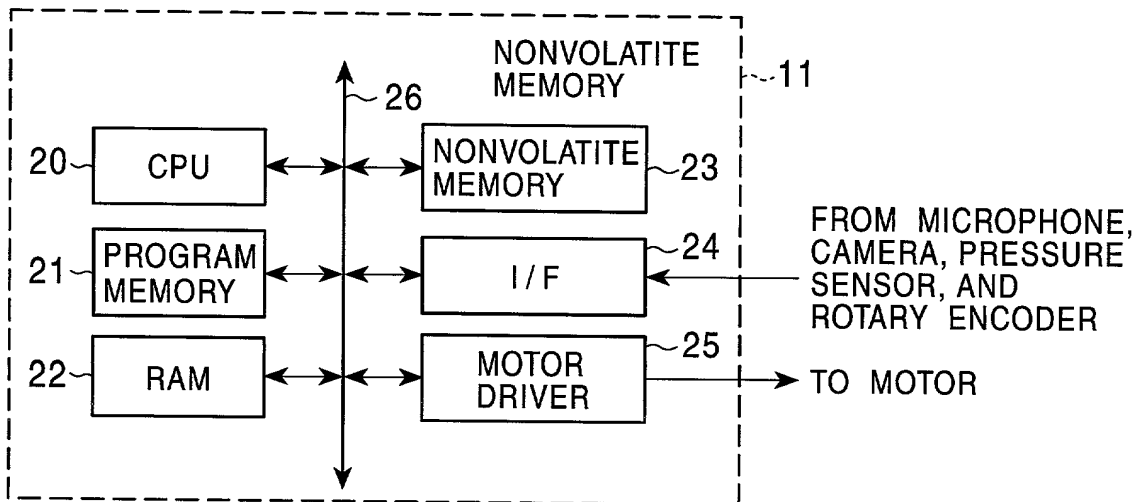 NONVOLATITE
MEMORY
11
26
20
CPU
NONVOLATITE
MEMORY
23
21
PROGRAM
MEMORY
I/F
24
FROM MICROPHONE,
CAMERA, PRESSURE
SENSOR, AND
ROTARY ENCODER
22
RAM
MOTOR
DRIVER
25
TO MOTOR